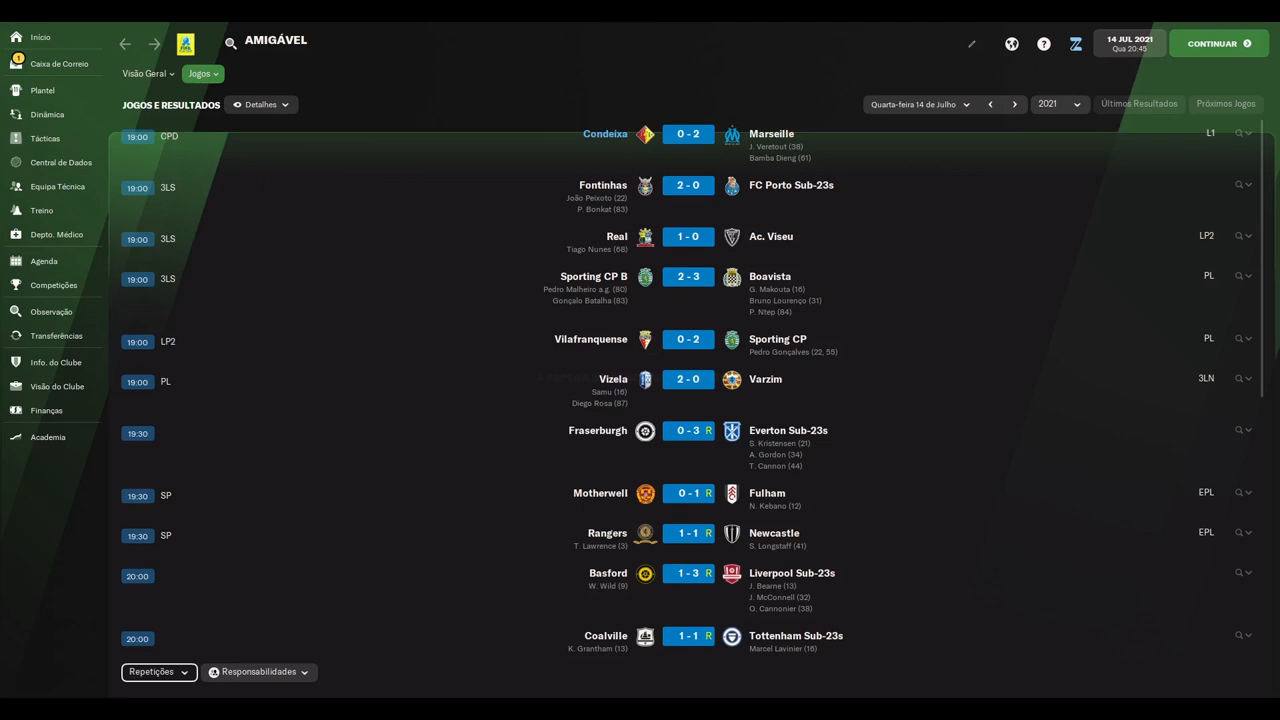 Início
AMIGÁVEL
14 JUL 2021
Qua 20.45
CONTINUAR
1
Caixa de Correio
Visão Geral
Jogos
Plantel
JOGOS E RESULTADOS
Detalhes
Quarta-feira 14 de Julho
2021
Últimos Resultados
Próximos Jogos
Dinâmica
Tácticas
Central de Dados
Equipa Técnica
Treino
Depto. Médico
Agenda
Competições
Observação
Transferências
Info. do Clube
Visão do Clube
Finanças
Academia
19:00 CPD Condeixa 0 - 2 Marseille L1
J. Veretout (38)
Bamba Dieng (61)
19:00 3LS Fontinhas 2 - 0 FC Porto Sub-23s
João Peixoto (22)
P. Bonkat (83)
19:00 3LS Real 1 - 0 Ac. Viseu LP2
Tiago Nunes (68)
19:00 3LS Sporting CP B 2 - 3 Boavista PL
Pedro Malheiro a.g. (80) G. Makouta (16)
Gonçalo Batalha (83) Bruno Lourenço (31)
P. Ntep (84)
19:00 LP2 Vilafranquense 0 - 2 Sporting CP PL
Pedro Gonçalves (22, 55)
19:00 PL Vizela 2 - 0 Varzim 3LN
Samu (16)
Diego Rosa (87)
19:30 Fraserburgh 0 - 3 R Everton Sub-23s
S. Kristensen (21)
A. Gordon (34)
T. Cannon (44)
19:30 SP Motherwell 0 - 1 R Fulham EPL
N. Kebano (12)
19:30 SP Rangers 1 - 1 R Newcastle EPL
T. Lawrence (3) S. Longstaff (41)
20:00 Basford 1 - 3 R Liverpool Sub-23s
W. Wild (9) J. Bearne (13)
J. McConnell (32)
O. Cannonier (38)
20:00 Coalville 1 - 1 R Tottenham Sub-23s
K. Grantham (13) Marcel Lavinier (16)
Repetições
Responsabilidades